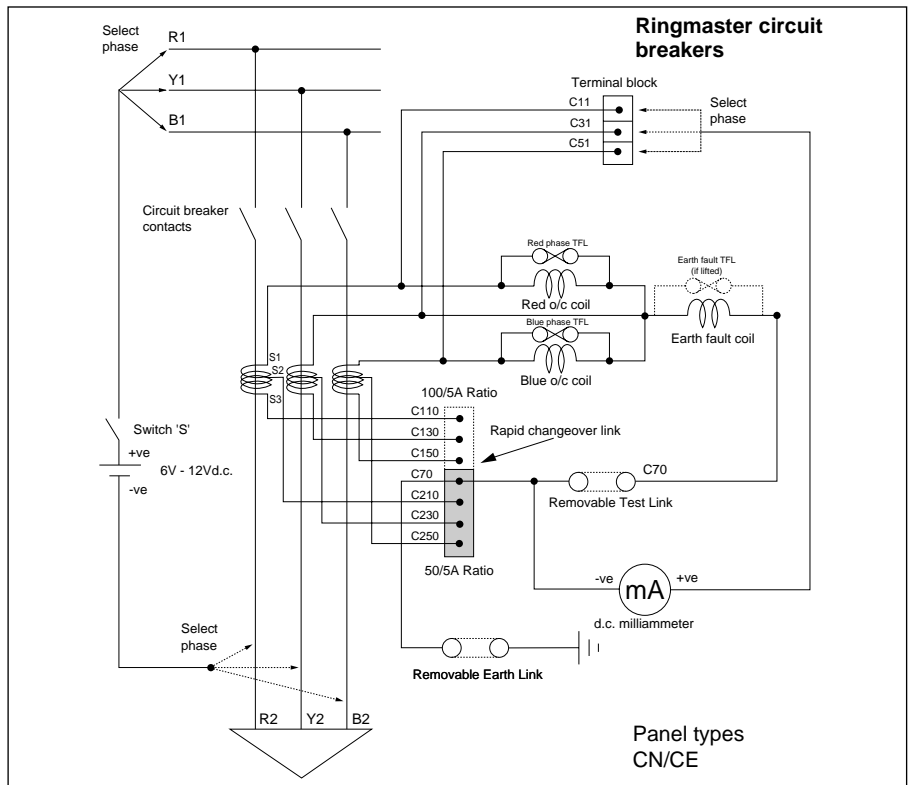 Ringmaster circuit
breakers
Select
phase
R1
Y1
B1
Terminal block
C11
C31
C51
Select
phase
Circuit breaker
contacts
Red phase TFL
Red o/c coil
Earth fault TFL
(if lifted)
Earth fault coil
Blue phase TFL
Blue o/c coil
S1
S2
S3
100/5A Ratio
C110
C130
C150
C70
C210
C230
C250
50/5A Ratio
Rapid changeover link
C70
Removable Test Link
Switch 'S'
+ve
6V - 12Vd.c.
-ve
-ve
mA
+ve
d.c. milliammeter
Select
phase
Removable Earth Link
R2
Y2
B2
Panel types
CN/CE